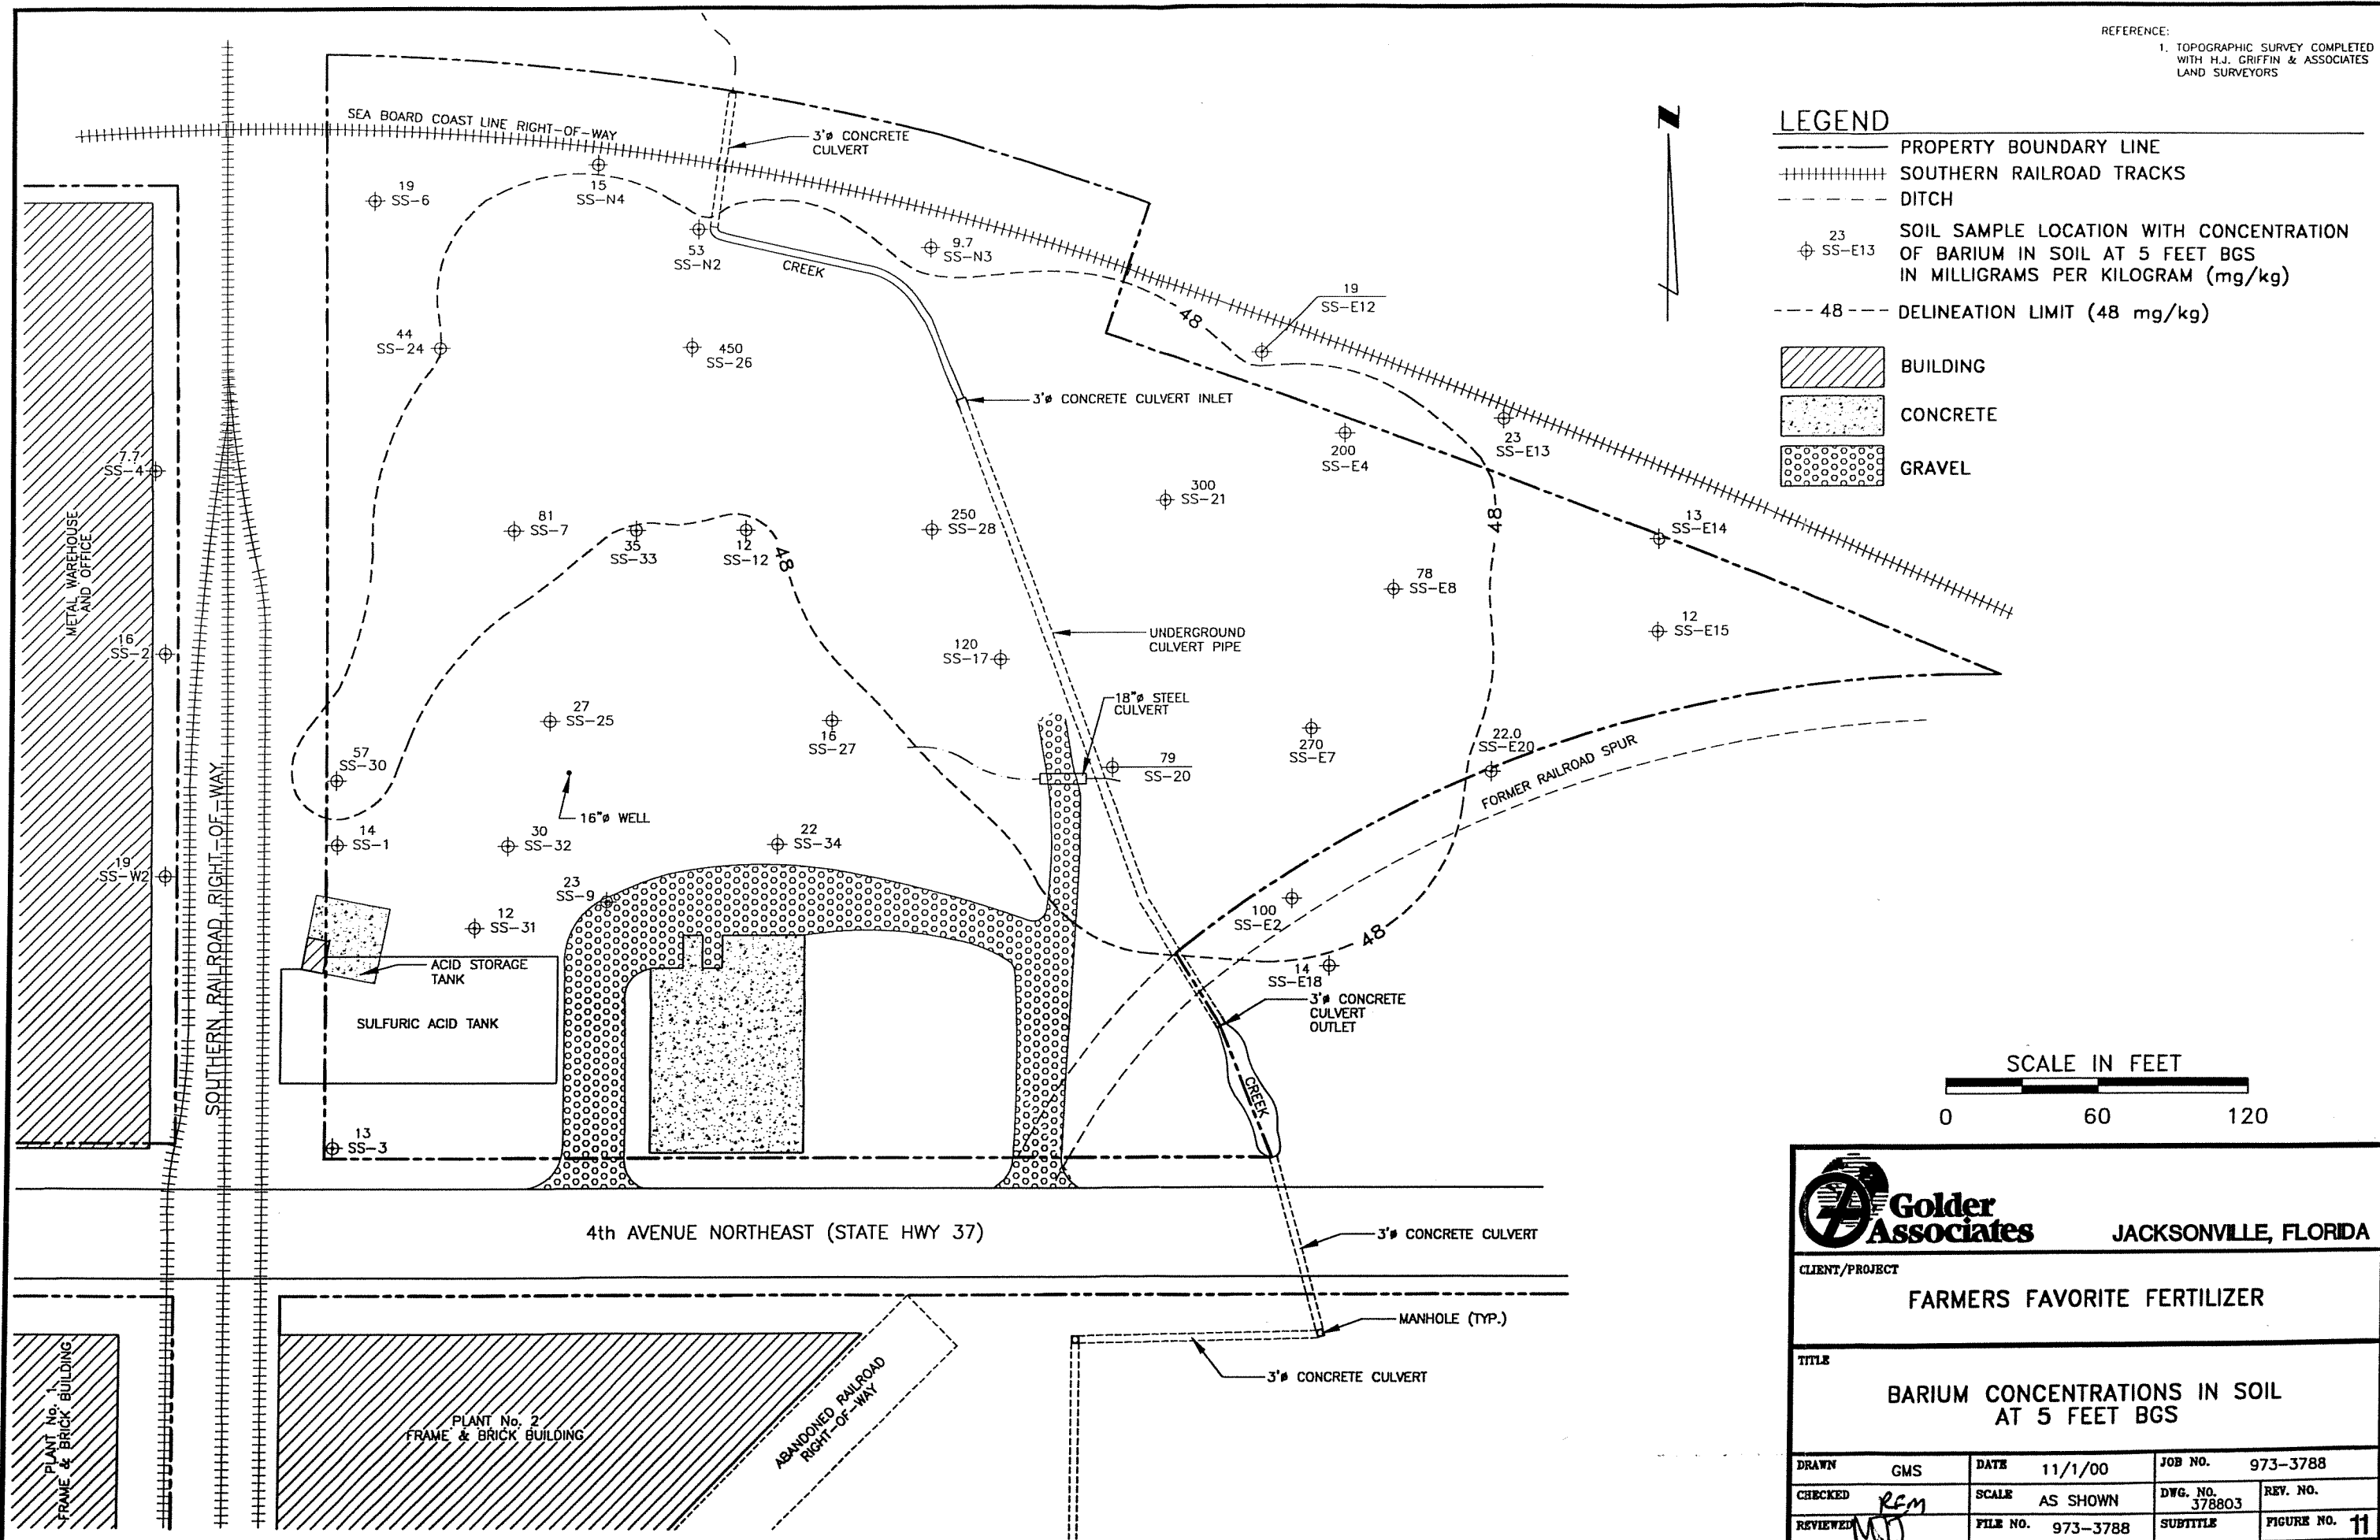 REFERENCE:
1. TOPOGRAPHIC SURVEY COMPLETED
WITH H.J. GRIFFIN & ASSOCIATES
LAND SURVEYORS
N
LEGEND
PROPERTY BOUNDARY LINE
SOUTHERN RAILROAD TRACKS
DITCH
23
SS-E13
SOIL SAMPLE LOCATION WITH CONCENTRATION
OF BARIUM IN SOIL AT 5 FEET BGS
IN MILLIGRAMS PER KILOGRAM (mg/kg)
48
DELINEATION LIMIT (48 mg/kg)
BUILDING
CONCRETE
GRAVEL
SEA BOARD COAST LINE RIGHT-OF-WAY
3'ø CONCRETE
CULVERT
19
SS-6
15
SS-N4
53
SS-N2
CREEK
9.7
SS-N3
48
19
SS-E12
44
SS-24
450
SS-26
3'ø CONCRETE CULVERT INLET
200
SS-E4
23
SS-E13
7.7
SS-4
METAL WAREHOUSE
AND OFFICE
81
SS-7
35
SS-33
12
SS-12
48
250
SS-28
300
SS-21
48
13
SS-E14
78
SS-E8
12
SS-E15
16
SS-2
120
SS-17
UNDERGROUND
CULVERT PIPE
18"ø STEEL
CULVERT
27
SS-25
16
SS-27
57
SS-30
16"ø WELL
79
SS-20
270
SS-E7
22.0
SS-E20
FORMER RAILROAD SPUR
14
SS-1
30
SS-32
22
SS-34
19
SS-W2
23
SS-9
12
SS-31
100
SS-E2
48
14
SS-E18
SOUTHERN RAILROAD RIGHT-OF-WAY
ACID STORAGE
TANK
SULFURIC ACID TANK
3'ø CONCRETE
CULVERT
OUTLET
CREEK
13
SS-3
SCALE IN FEET
0 60 120
4th AVENUE NORTHEAST (STATE HWY 37)
3'ø CONCRETE CULVERT
MANHOLE (TYP.)
3'ø CONCRETE CULVERT
PLANT No. 1
FRAME & BRICK BUILDING
PLANT No. 2
FRAME & BRICK BUILDING
ABANDONED RAILROAD
RIGHT-OF-WAY
Golder
Associates
JACKSONVILLE, FLORIDA
CLIENT/PROJECT
FARMERS FAVORITE FERTILIZER
TITLE
BARIUM CONCENTRATIONS IN SOIL
AT 5 FEET BGS
DRAWN GMS DATE 11/1/00 JOB NO. 973-3788
CHECKED REM SCALE AS SHOWN DWG. NO. 378803 REV. NO.
REVIEWED FILE NO. 973-3788 SUBTITLE FIGURE NO. 11